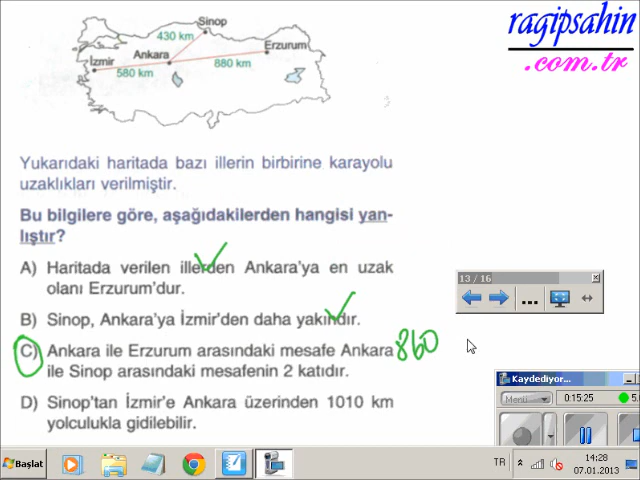 ragipsahin
.com.tr
Sinop
430 km
Ankara
Erzurum
İzmir
880 km
580 km
Yukarıdaki haritada bazı illerin birbirine karayolu
uzaklıkları verilmiştir.
Bu bilgilere göre, aşağıdakilerden hangisi yan-
lıştır?
A) Haritada verilen illerden Ankara'ya en uzak
olanı Erzurum'dur.
B) Sinop, Ankara'ya İzmir'den daha yakındır.
C) Ankara ile Erzurum arasındaki mesafe Ankara 860
ile Sinop arasındaki mesafenin 2 katıdır.
D) Sinop'tan İzmir'e Ankara üzerinden 1010 km
yolculukla gidilebilir.
13 / 16
Kaydediyor...
Menü
0:15:25
Başlat
TR
14:28
07.01.2013